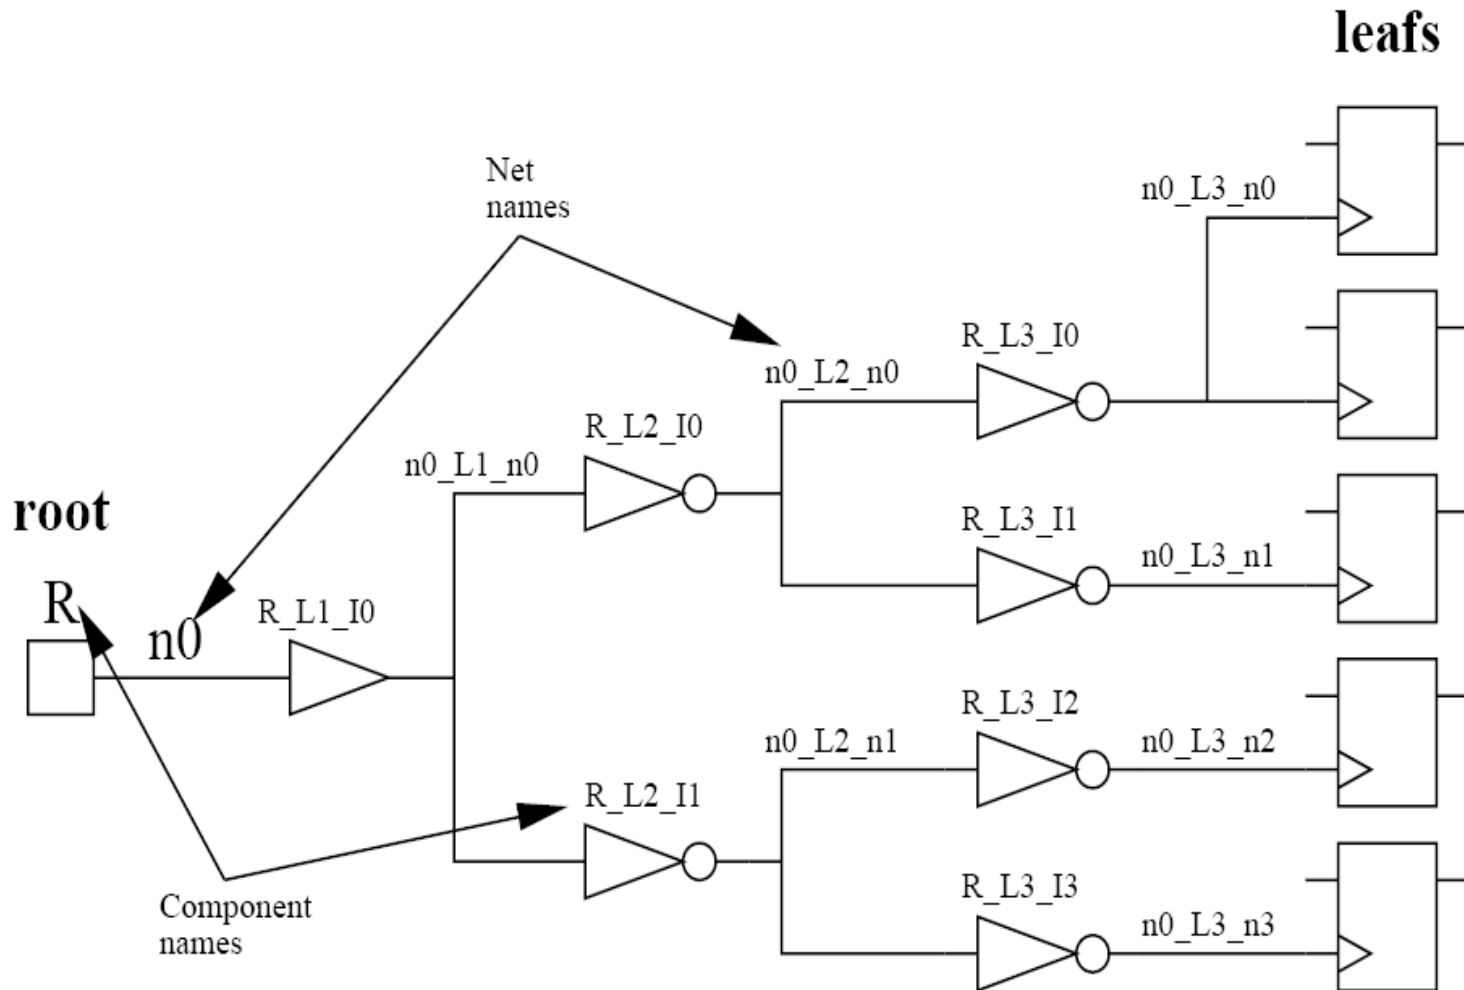 leafs
Net
names
n0_L3_n0
R_L3_I0
n0_L2_n0
R_L2_I0
n0_L1_n0
root
R_L3_I1
n0_L3_n1
R
n0
R_L1_I0
R_L3_I2
n0_L2_n1
n0_L3_n2
R_L2_I1
Component
names
R_L3_I3
n0_L3_n3